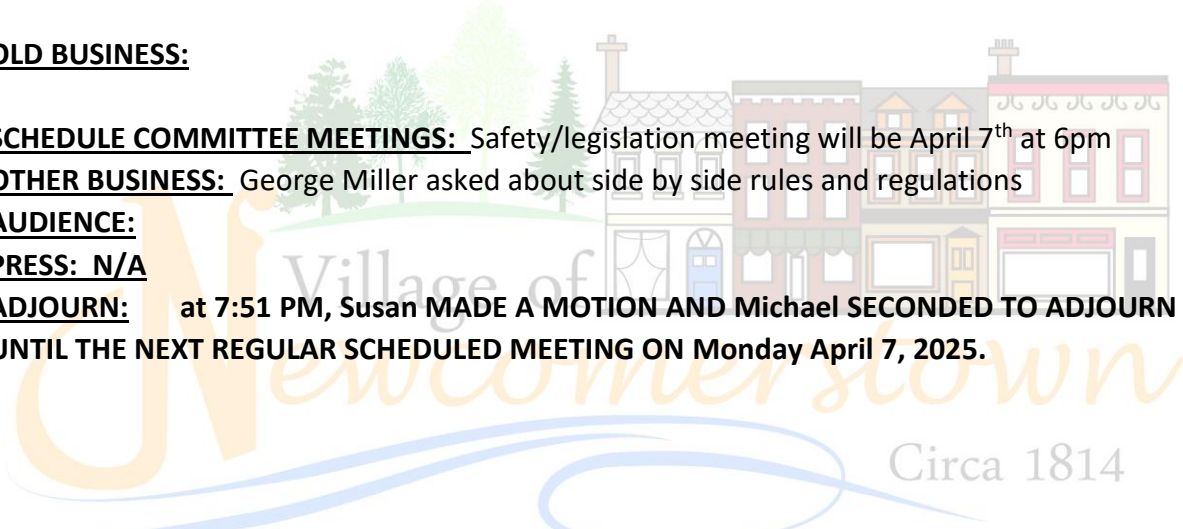 OLD BUSINESS:
SCHEDULE COMMITTEE MEETINGS: Safety/legislation meeting will be April 7th at 6pm
OTHER BUSINESS: George Miller asked about side by side rules and regulations
AUDIENCE:
PRESS: N/A
ADJOURN: at 7:51 PM, Susan MADE A MOTION AND Michael SECONDED TO ADJOURN
UNTIL THE NEXT REGULAR SCHEDULED MEETING ON Monday April 7, 2025.
Village of
Newcomerstown
Circa 1814